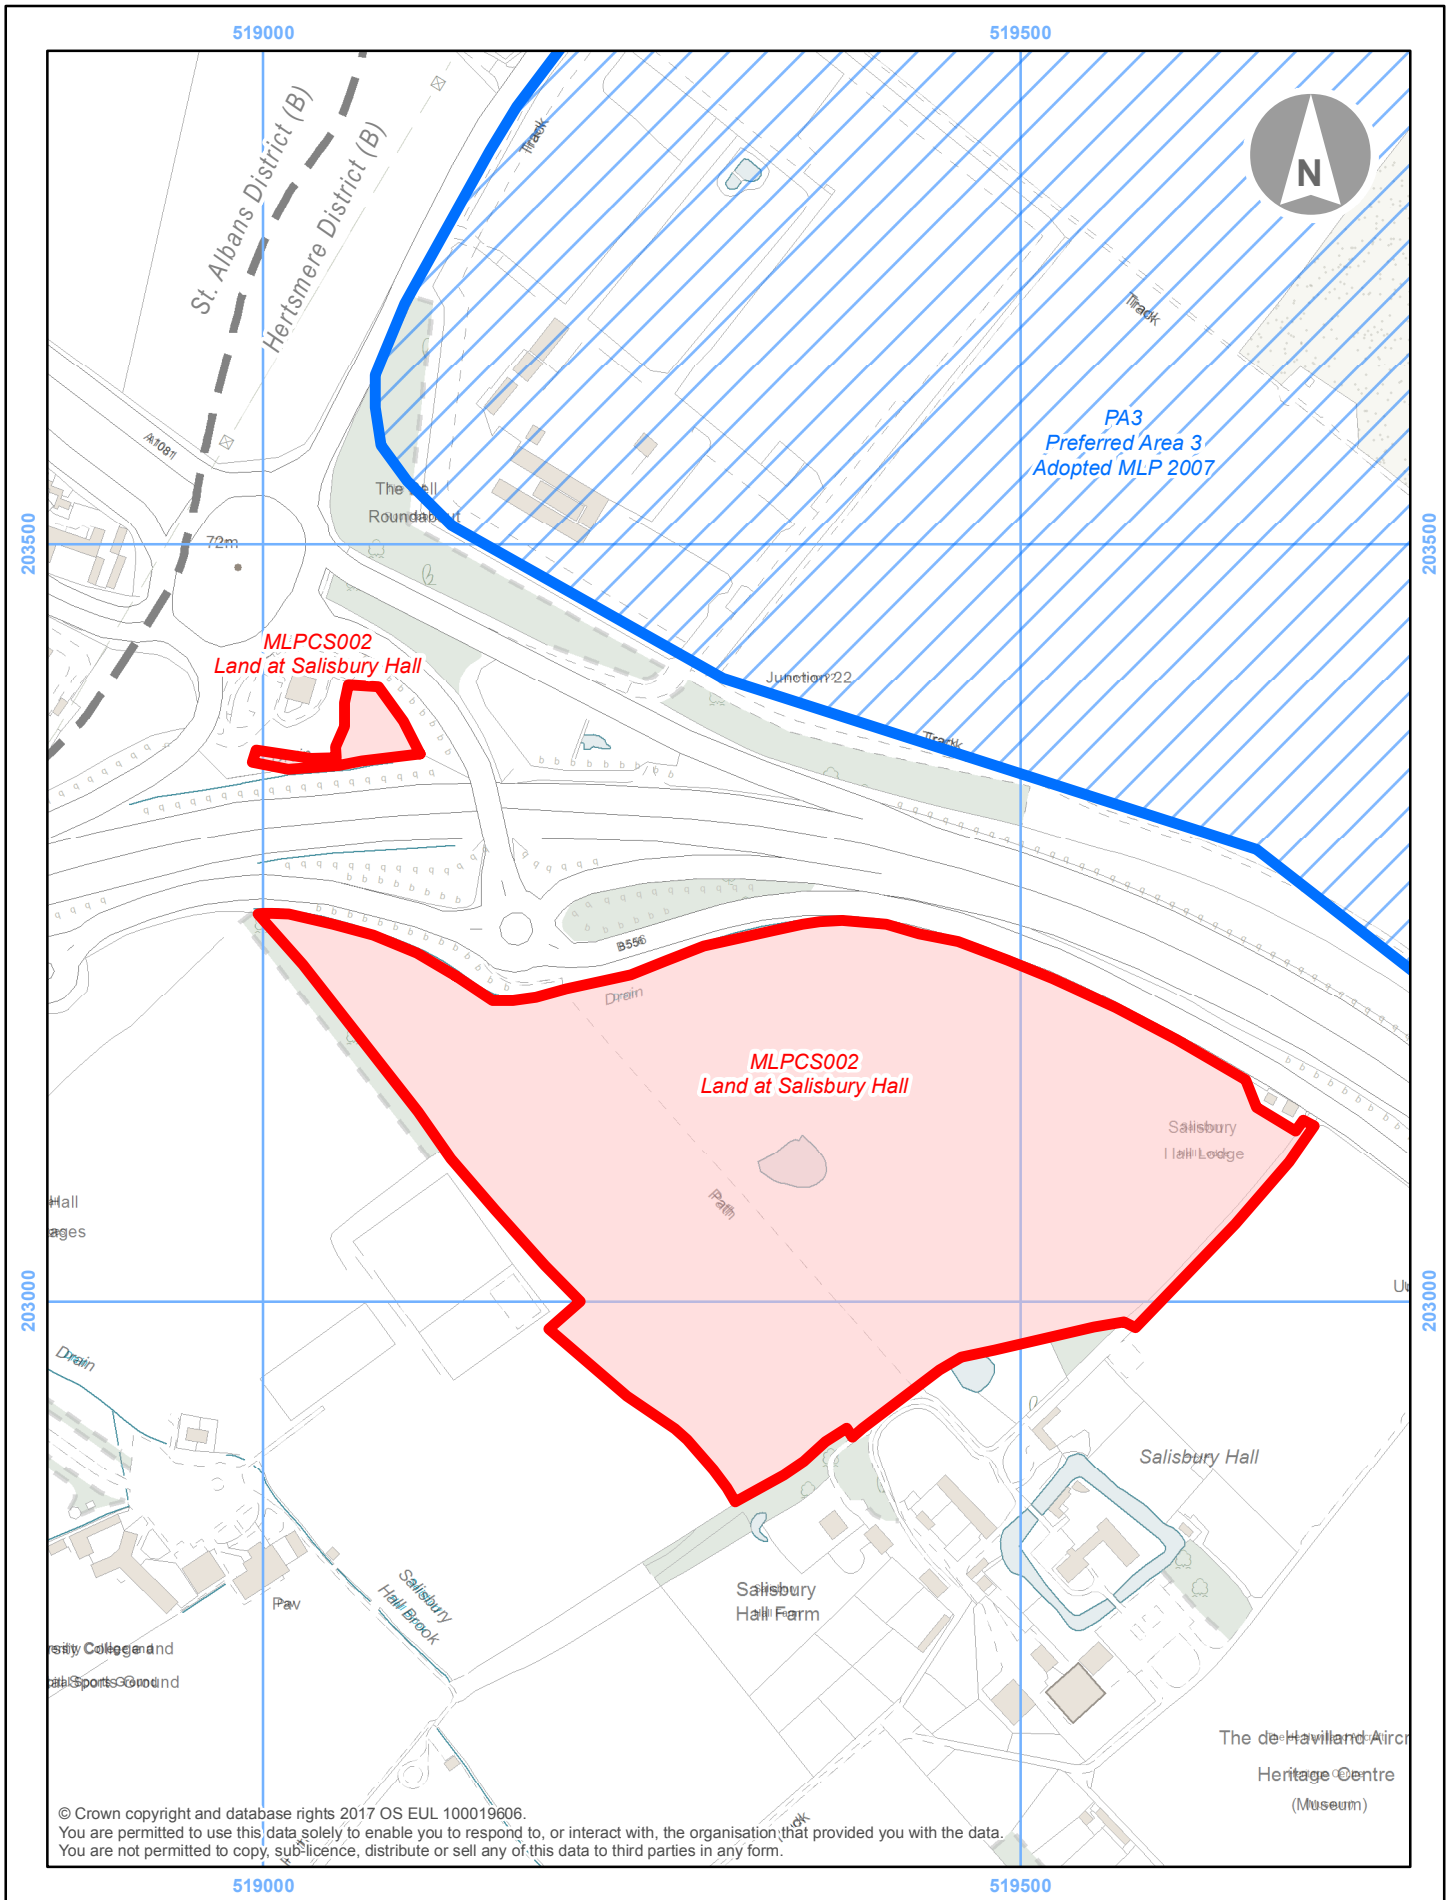 519000
519500
St. Albans District (B)
Hertsmere District (B)
Track
N
Track
A1081
PA3
Preferred Area 3
Adopted MLP 2007
The Bell
Roundabout
203500
72m
203500
MLPCS002
Land at Salisbury Hall
Junction 22
Track
B556
Drain
MLPCS002
Land at Salisbury Hall
Salisbury
Hall Lodge
Path
Hall
ages
203000
203000
Drain
Salisbury Hall
Salisbury
Hall Brook
Pav
Salisbury
Hall Farm
rsity College and
al Sports Ground
The de Havilland Aircr
Heritage Centre
(Museum)
© Crown copyright and database rights 2017 OS EUL 100019606.
You are permitted to use this data solely to enable you to respond to, or interact with, the organisation that provided you with the data.
You are not permitted to copy, sub-licence, distribute or sell any of this data to third parties in any form.
519000
519500